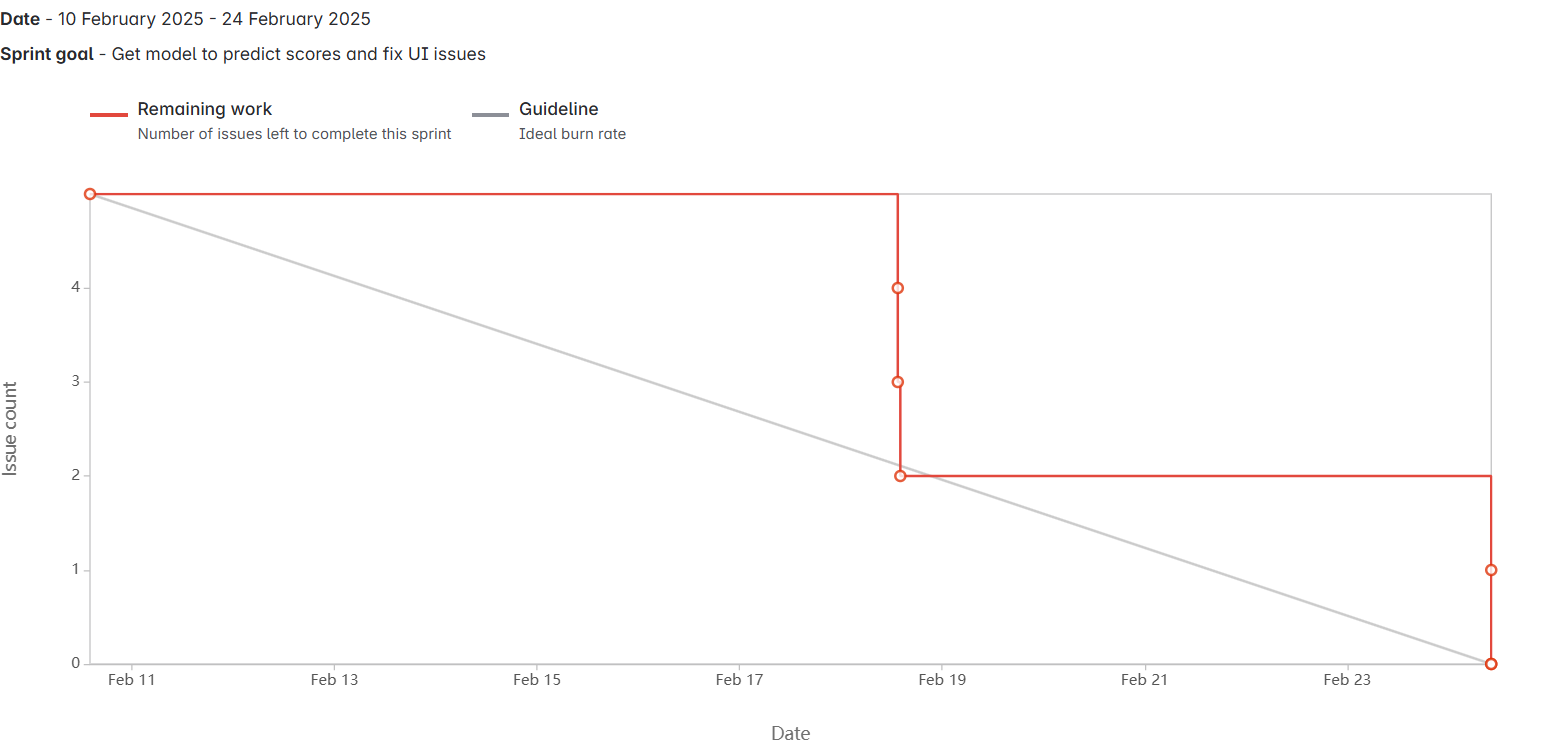 Date - 10 February 2025 - 24 February 2025
Sprint goal - Get model to predict scores and fix UI issues
Remaining work
Number of issues left to complete this sprint
Guideline
Ideal burn rate
4
3
2
1
0
Issue count
Feb 11
Feb 13
Feb 15
Feb 17
Feb 19
Feb 21
Feb 23
Date